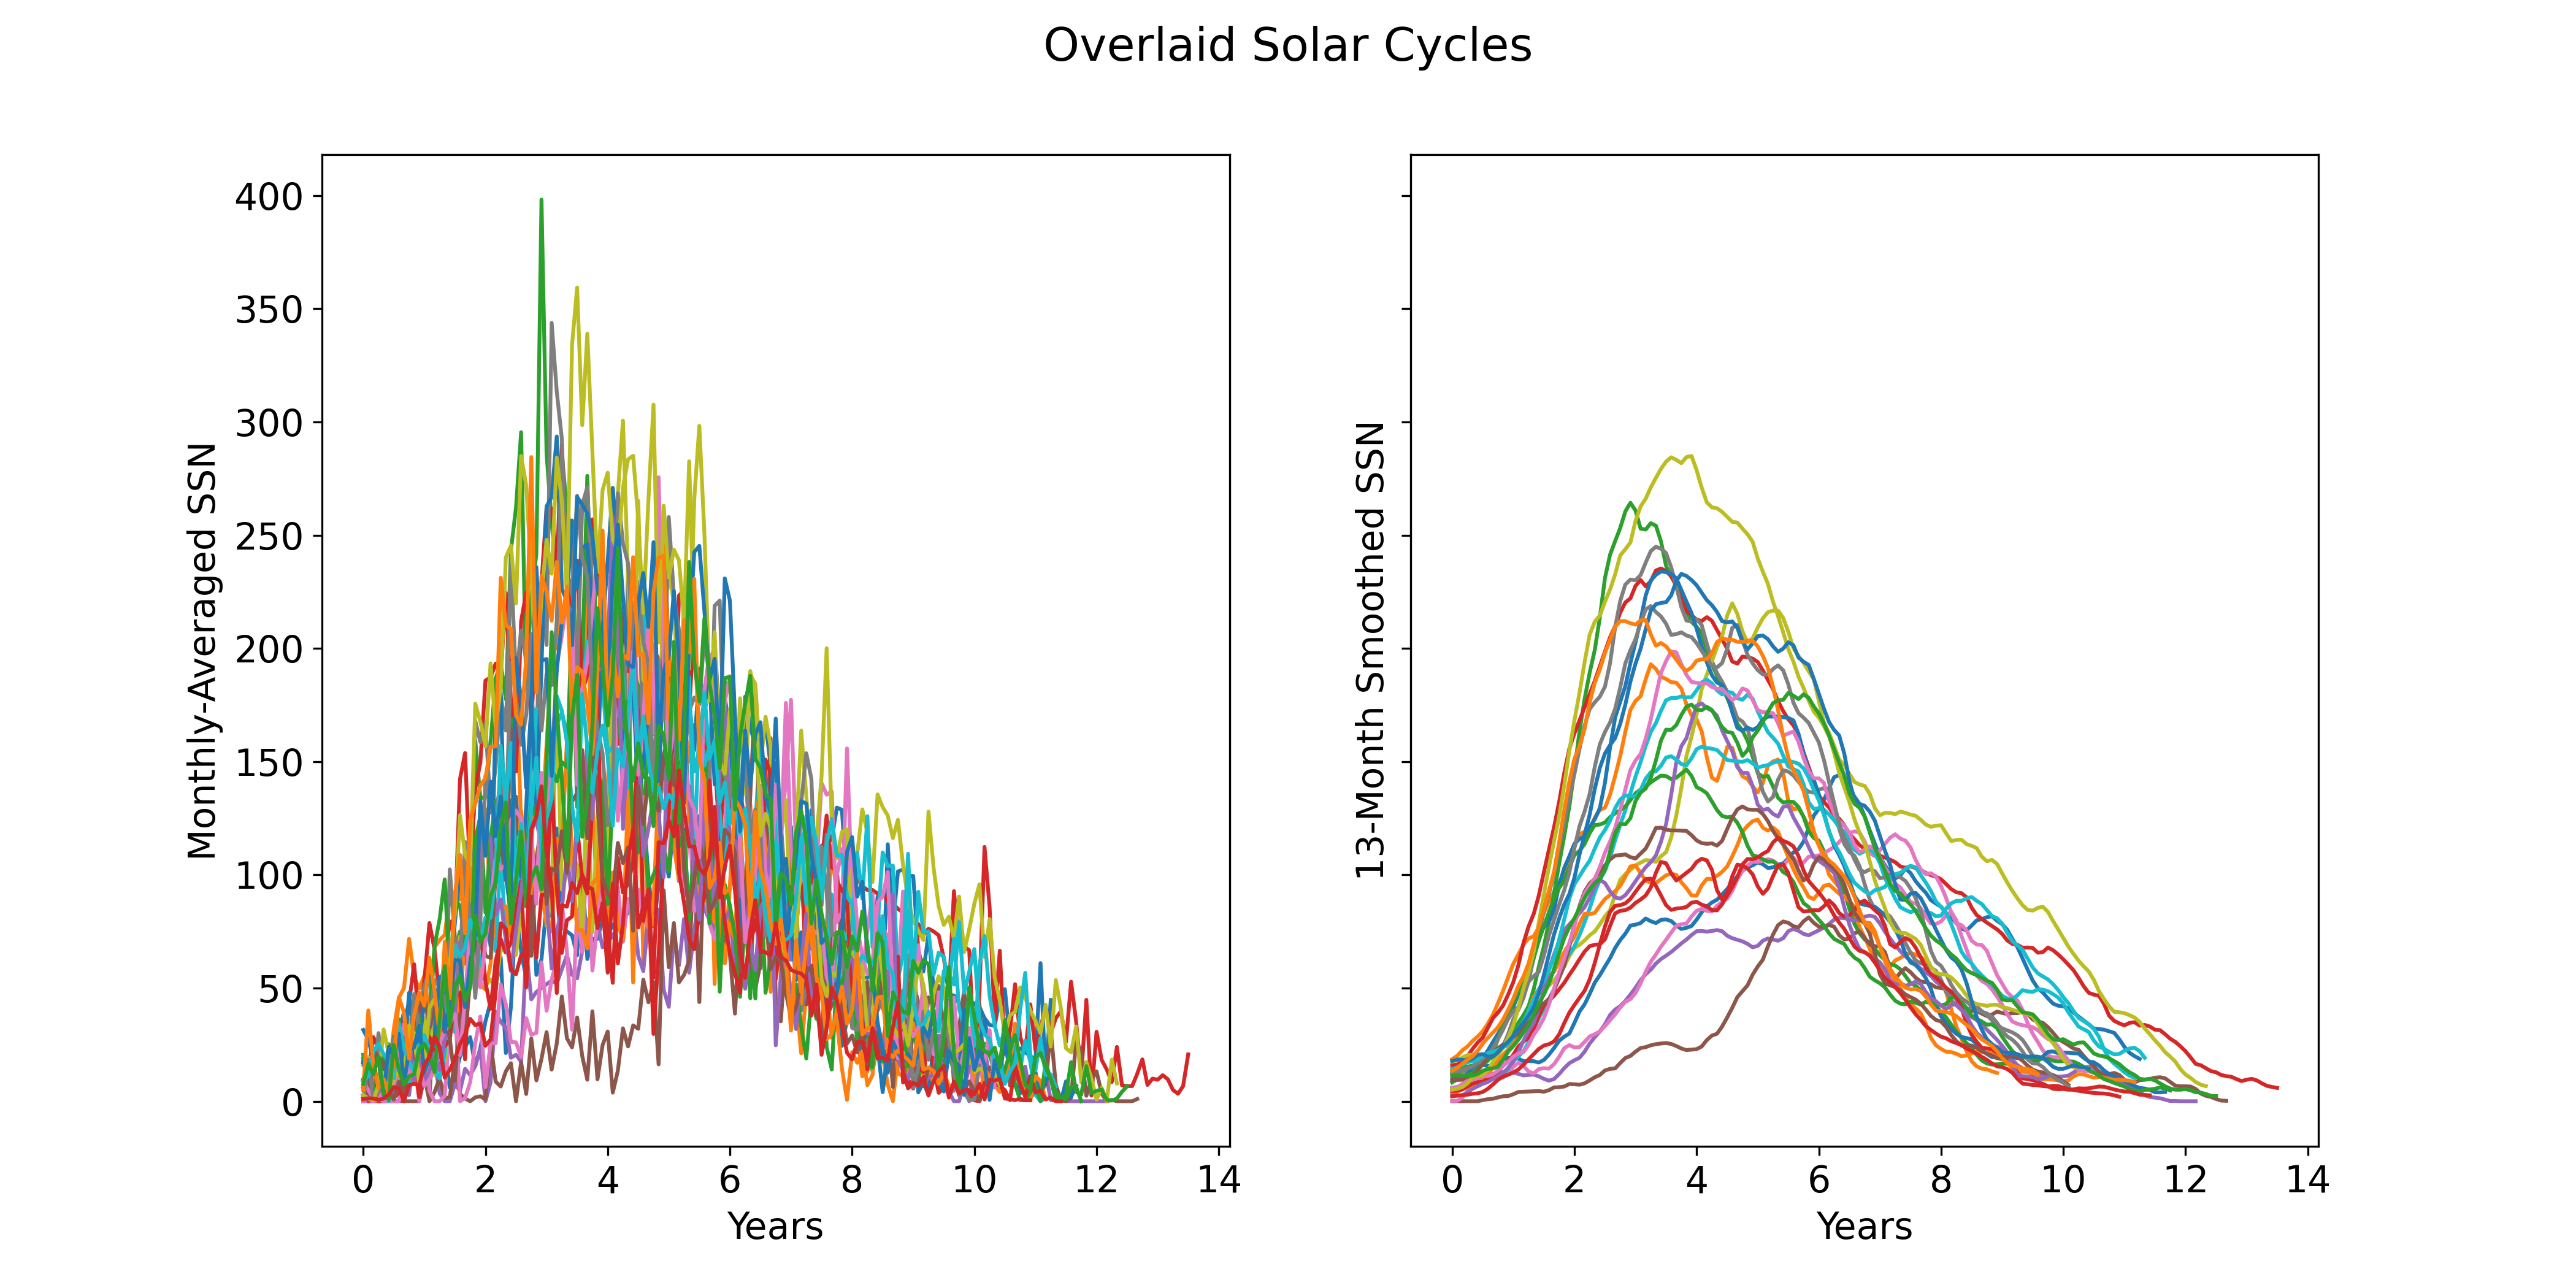 Overlaid Solar Cycles
Monthly-Averaged SSN
400
350
300
250
200
150
100
50
0
0 2 4 6 8 10 12 14
Years
13-Month Smoothed SSN
0 2 4 6 8 10 12 14
Years